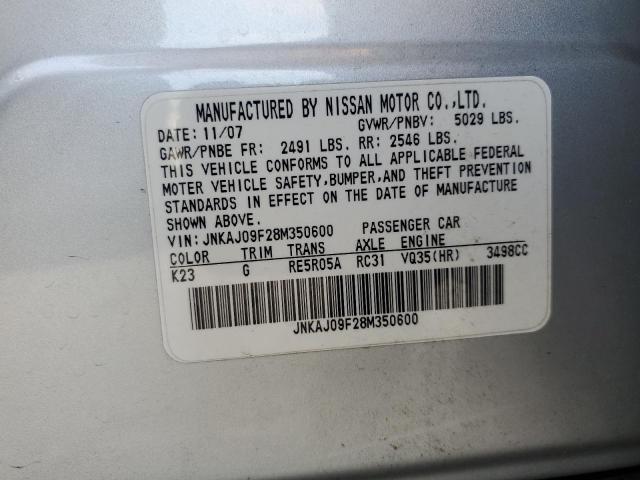 MANUFACTURED BY NISSAN MOTOR CO.,LTD.
DATE: 11/07 GVWR/PNBV: 5029 LBS.
GAWR/PNBE FR: 2491 LBS. RR: 2546 LBS.
THIS VEHICLE CONFORMS TO ALL APPLICABLE FEDERAL
MOTER VEHICLE SAFETY,BUMPER,AND THEFT PREVENTION
STANDARDS IN EFFECT ON THE DATE OF MANUFACTURE
SHOWN ABOVE.
VIN: JNKAJ09F28M350600 PASSENGER CAR
COLOR TRIM TRANS AXLE ENGINE
K23 G RE5R05A RC31 VQ35(HR) 3498CC
JNKAJ09F28M350600